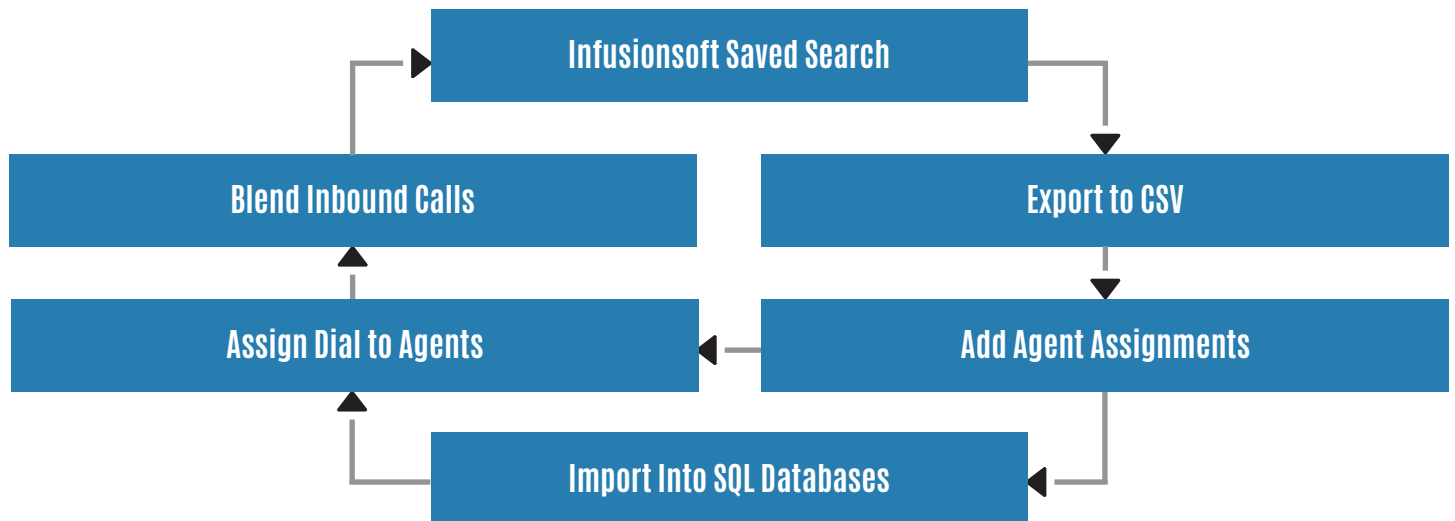 Infusionsoft Saved Search
Blend Inbound Calls
Export to CSV
Assign Dial to Agents
Add Agent Assignments
Import Into SQL Databases